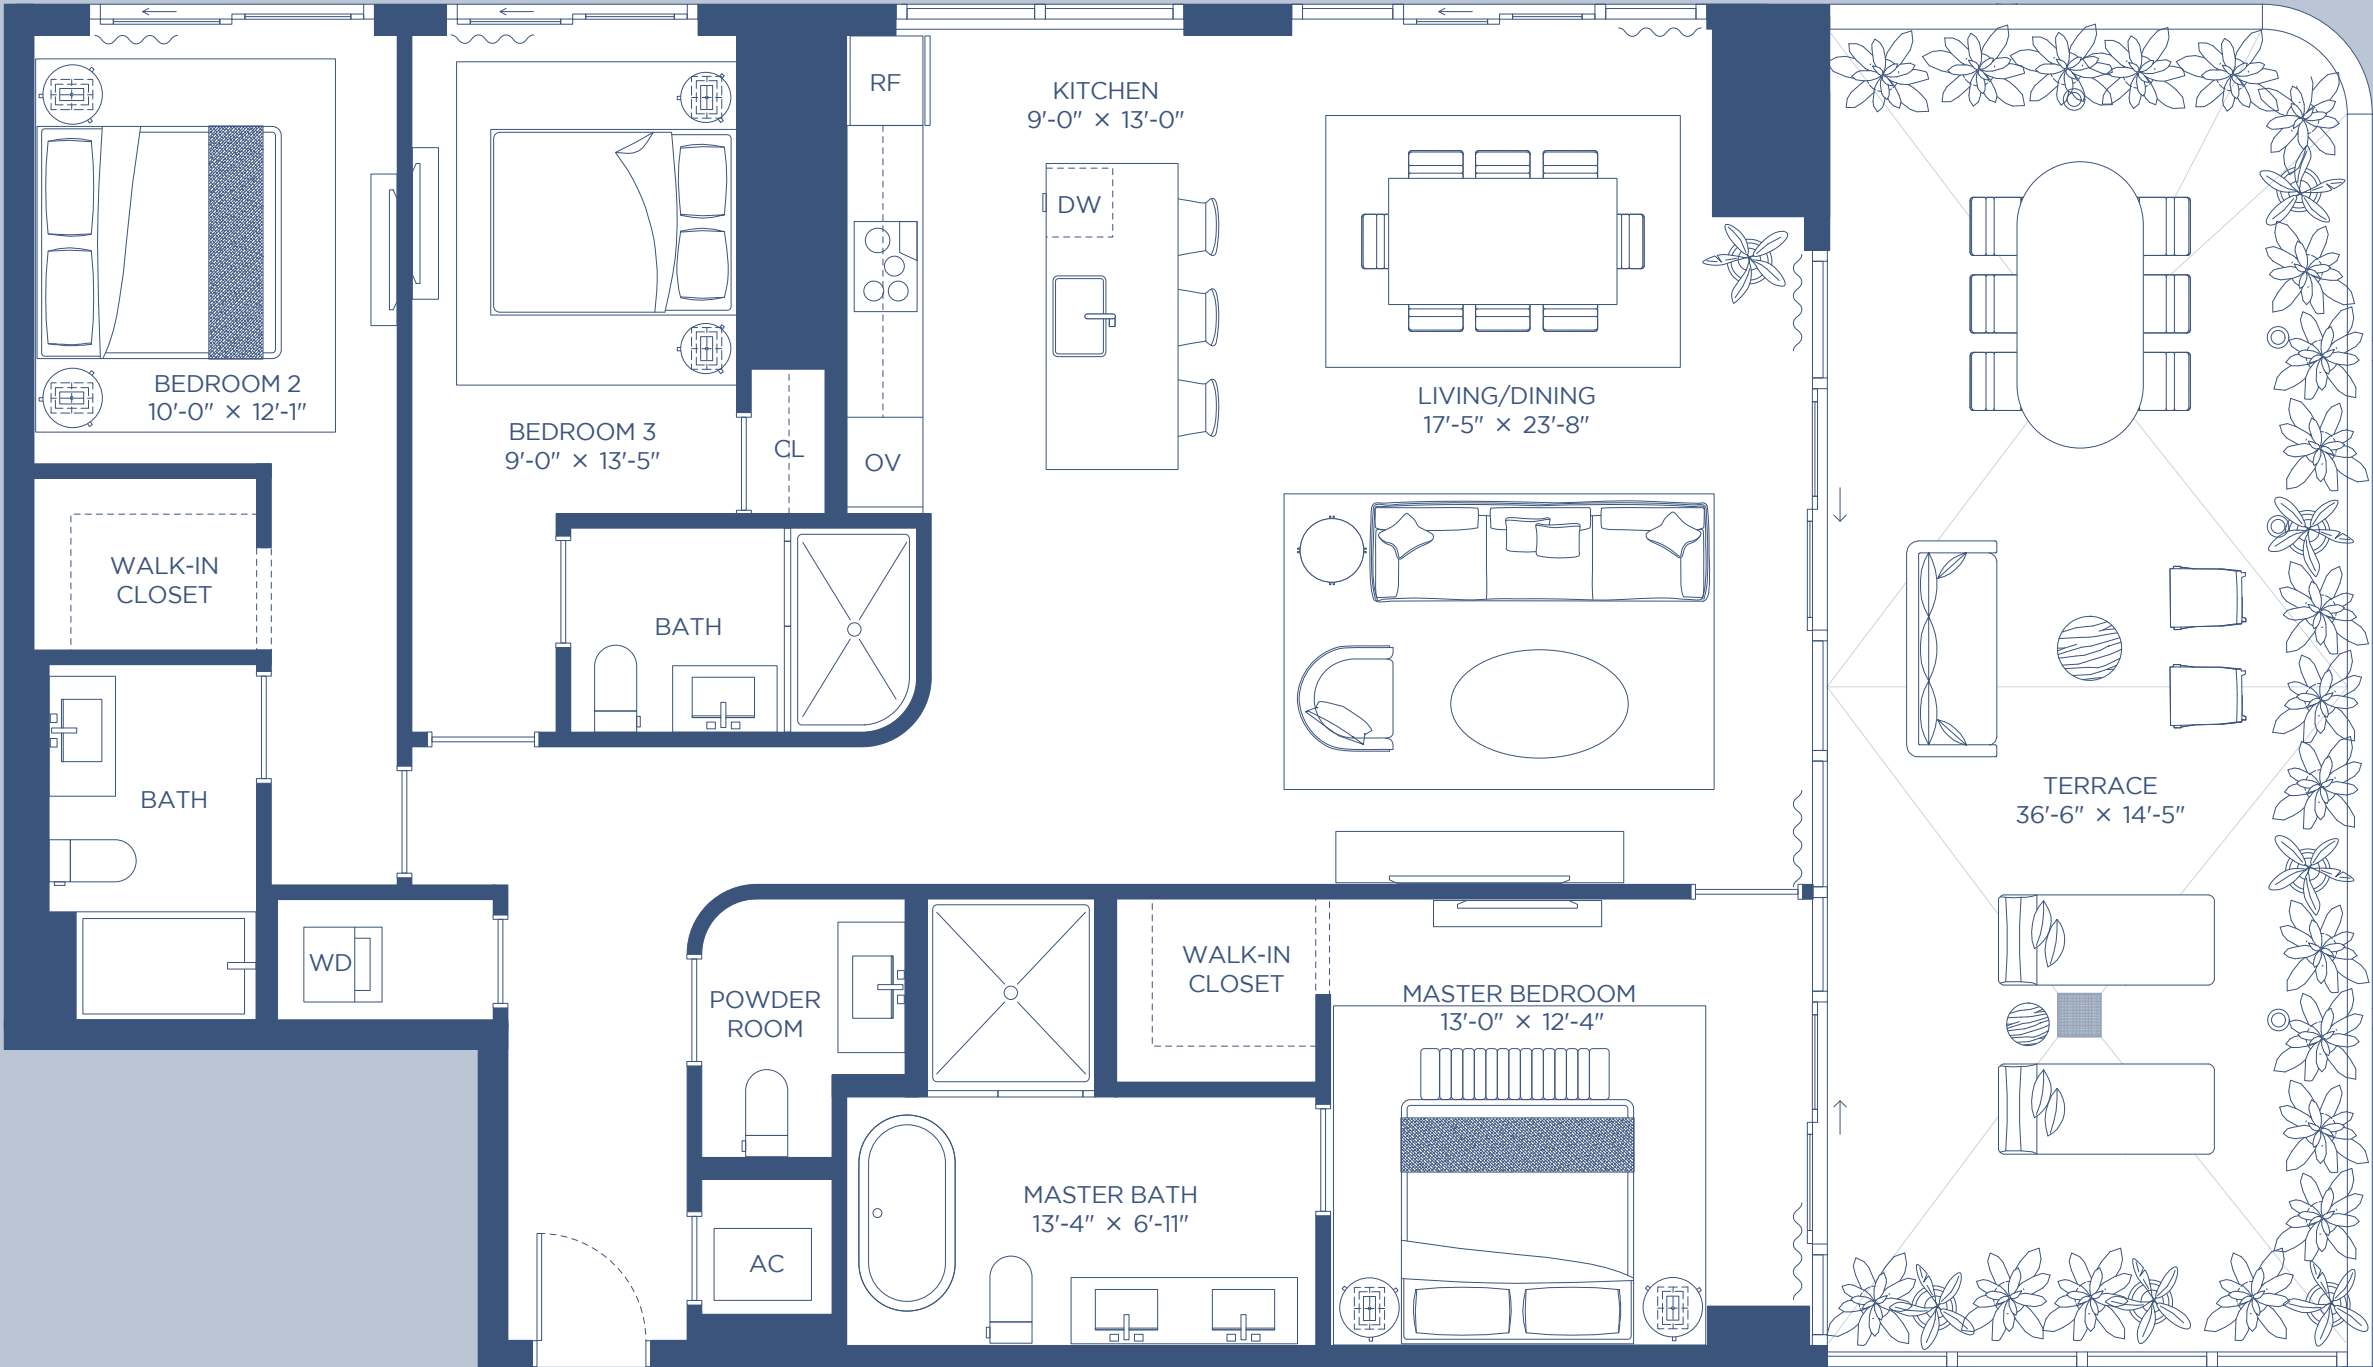 RF
KITCHEN
9'-0" × 13'-0"
DW
BEDROOM 2
10'-0" × 12'-1"
BEDROOM 3
9'-0" × 13'-5"
CL
OV
LIVING/DINING
17'-5" × 23'-8"
WALK-IN
CLOSET
BATH
BATH
TERRACE
36'-6" × 14'-5"
WD
POWDER
ROOM
WALK-IN
CLOSET
MASTER BEDROOM
13'-0" × 12'-4"
MASTER BATH
13'-4" × 6'-11"
AC